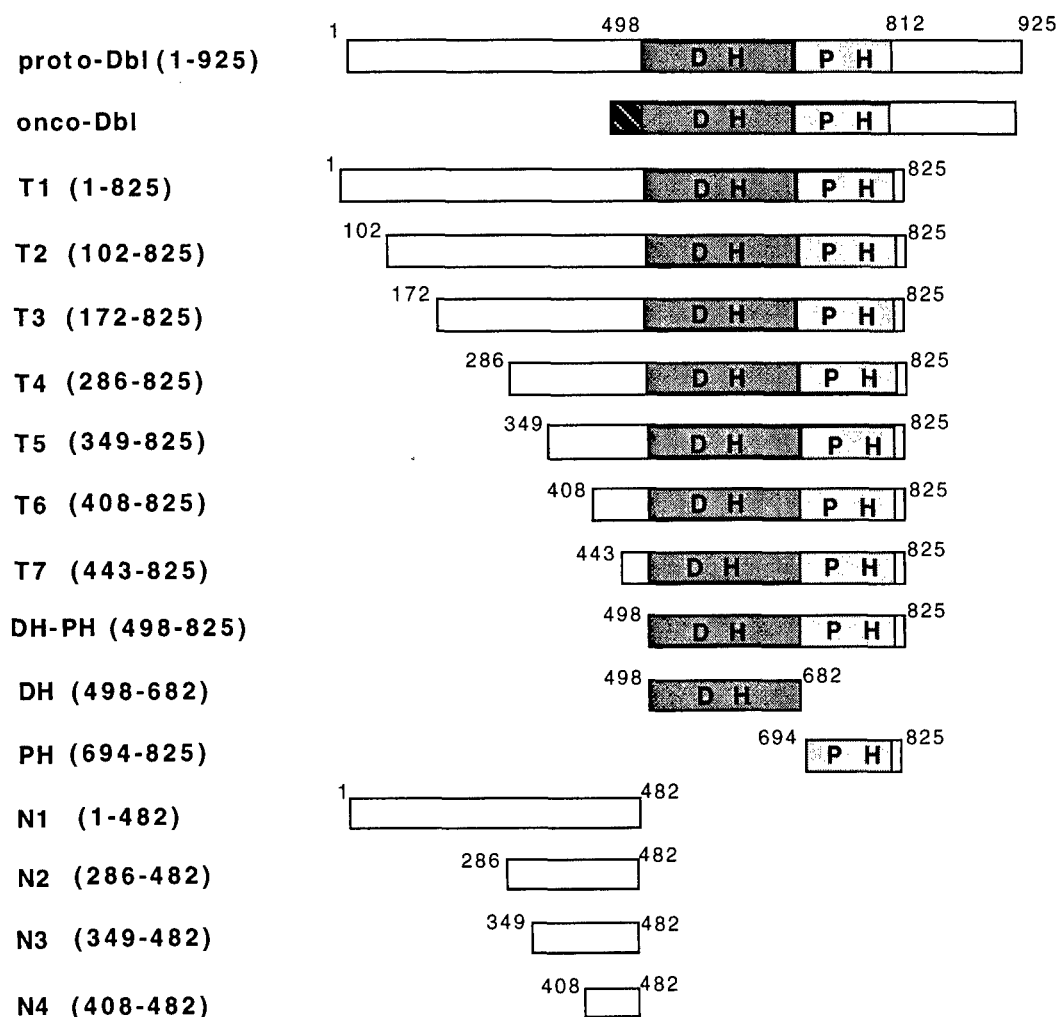 1 498 812 925
proto-Dbl (1-925) D H P H
onco-Dbl D H P H
1 825
T1 (1-825) D H P H
102 825
T2 (102-825) D H P H
172 825
T3 (172-825) D H P H
286 825
T4 (286-825) D H P H
349 825
T5 (349-825) D H P H
408 825
T6 (408-825) D H P H
443 825
T7 (443-825) D H P H
498 825
DH-PH (498-825) D H P H
498 682
DH (498-682) D H
694 825
PH (694-825) P H
1 482
N1 (1-482)
286 482
N2 (286-482)
349 482
N3 (349-482)
408 482
N4 (408-482)